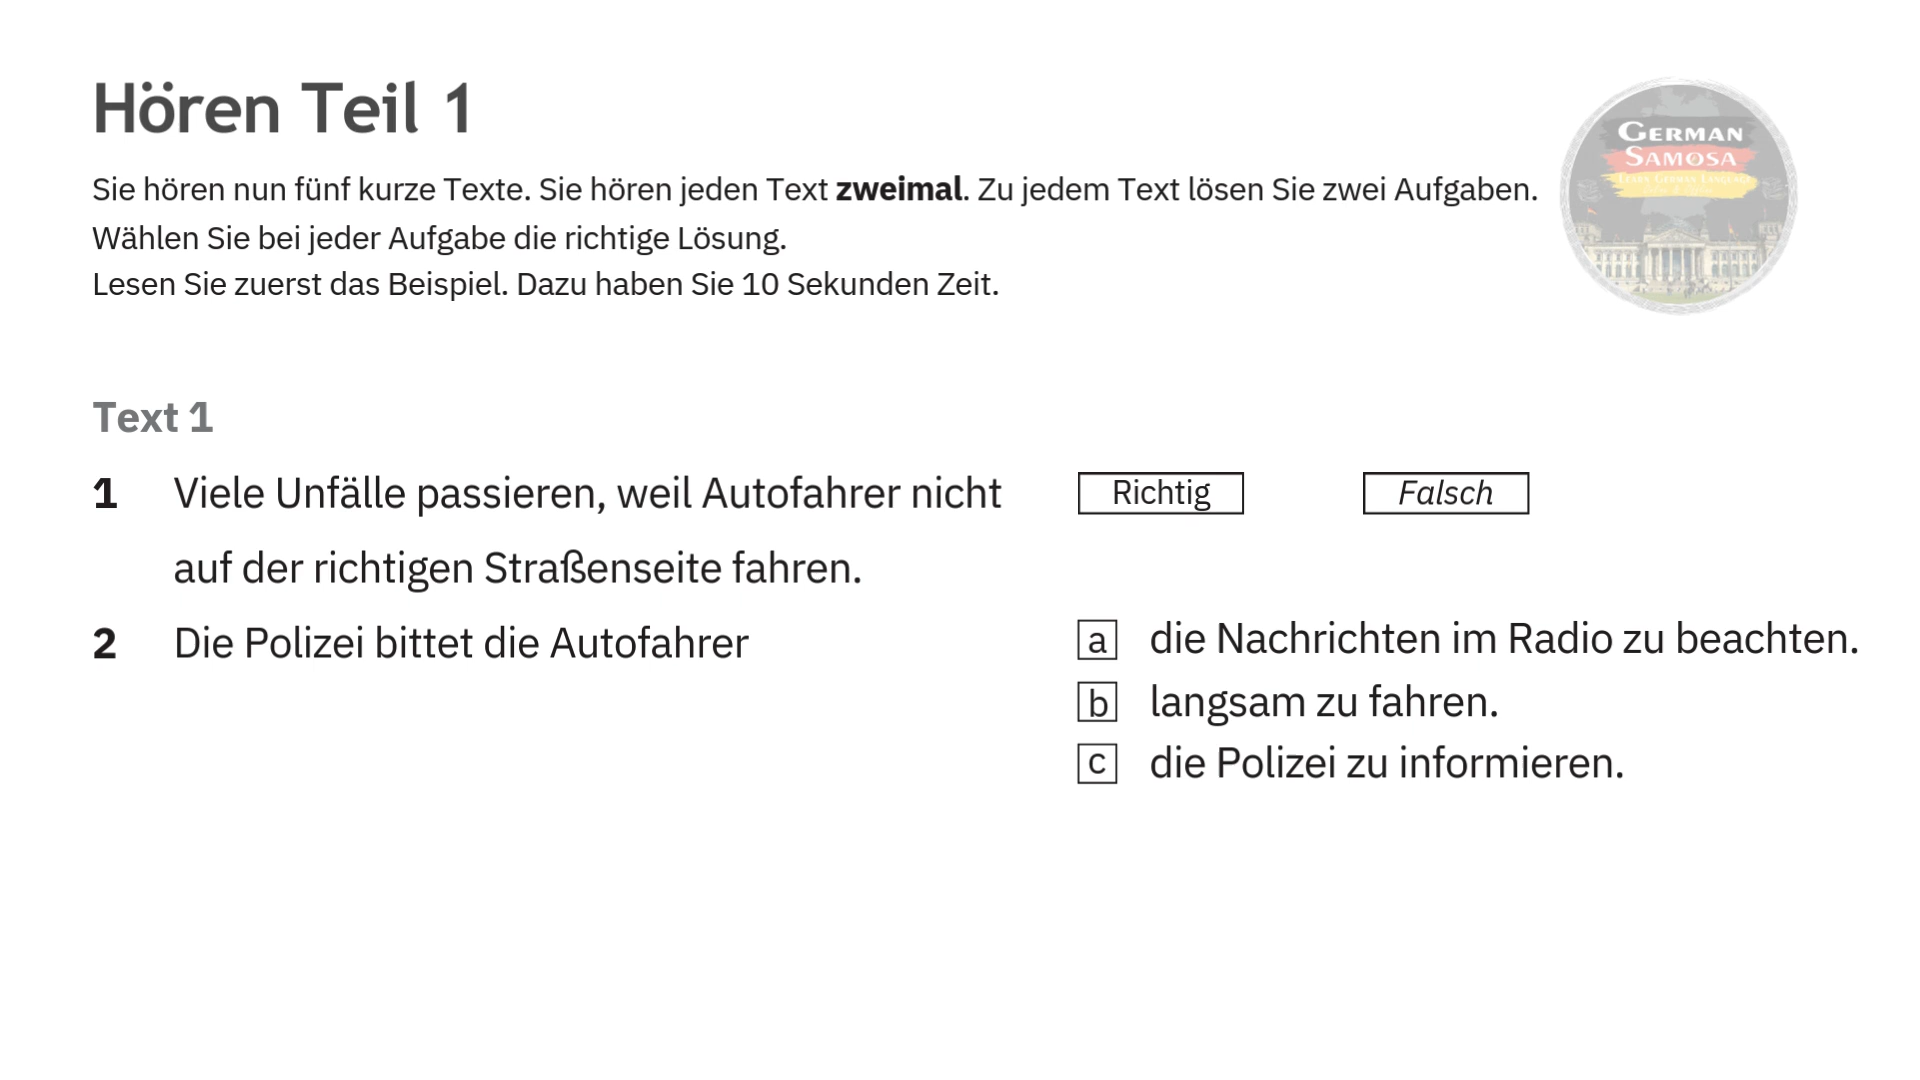 Hören Teil 1
GERMAN
SAMOSA
LEARN GERMAN LANGUAGE
Sie hören nun fünf kurze Texte. Sie hören jeden Text zweimal. Zu jedem Text lösen Sie zwei Aufgaben.
Wählen Sie bei jeder Aufgabe die richtige Lösung.
Lesen Sie zuerst das Beispiel. Dazu haben Sie 10 Sekunden Zeit.
Text 1
1 Viele Unfälle passieren, weil Autofahrer nicht Richtig Falsch
auf der richtigen Straßenseite fahren.
2 Die Polizei bittet die Autofahrer a die Nachrichten im Radio zu beachten.
b langsam zu fahren.
c die Polizei zu informieren.